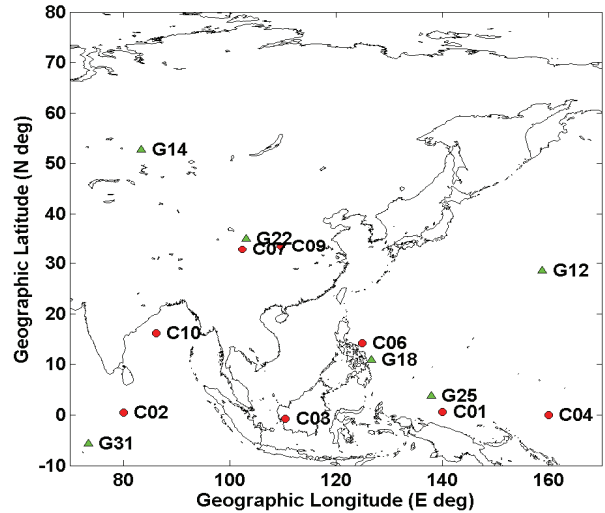 80
70
60
50
40
30
20
10
0
-10
Geographic Latitude (N deg)
G14
G22
C09
C07
G12
C10
C06
G18
G25
C02
C03
C01
C04
G31
80 100 120 140 160
Geographic Longitude (E deg)